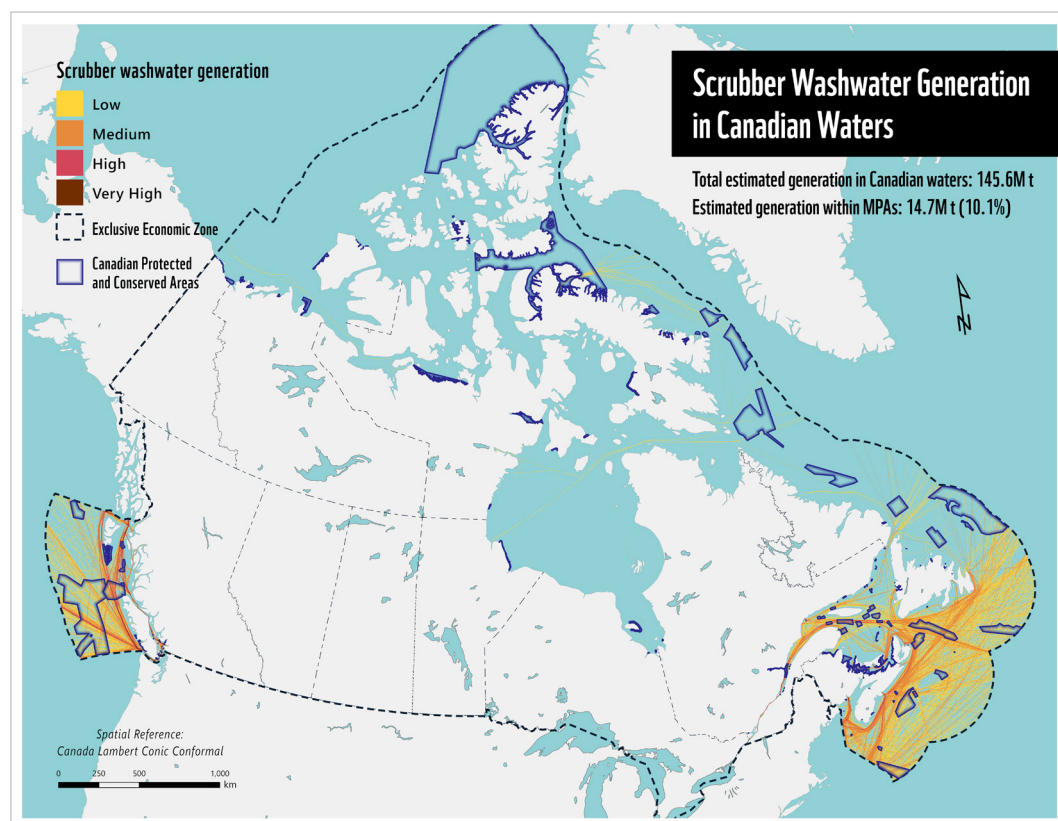 Scrubber washwater generation
Low
Medium
High
Very High
Exclusive Economic Zone
Canadian Protected
and Conserved Areas
Scrubber Washwater Generation
in Canadian Waters
Total estimated generation in Canadian waters: 145.6M t
Estimated generation within MPAs: 14.7M t (10.1%)
N
Spatial Reference:
Canada Lambert Conic Conformal
0 250 500 1,000
km